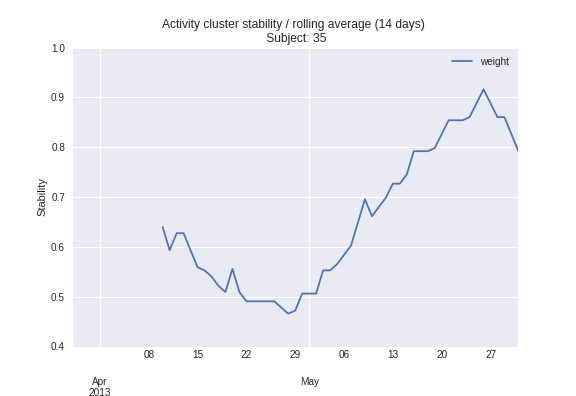 Activity cluster stability / rolling average (14 days)
Subject: 35
weight
Stability
1.0
0.9
0.8
0.7
0.6
0.5
0.4
08 15 22 29 06 13 20 27
Apr May
2013